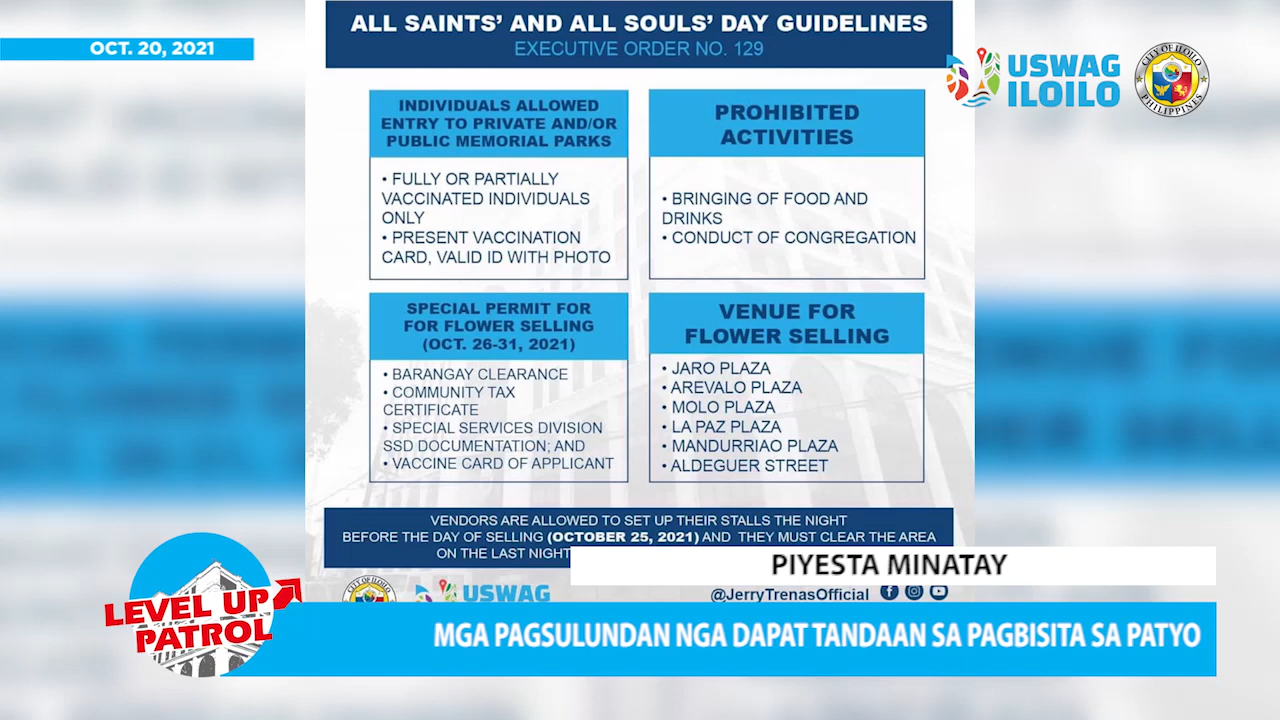 OCT. 20, 2021
ALL SAINTS' AND ALL SOULS' DAY GUIDELINES
EXECUTIVE ORDER NO. 129
USWAG
ILOILO
CITY OF ILOILO
PHILIPPINES
INDIVIDUALS ALLOWED
ENTRY TO PRIVATE AND/OR
PUBLIC MEMORIAL PARKS
• FULLY OR PARTIALLY
VACCINATED INDIVIDUALS
ONLY
• PRESENT VACCINATION
CARD, VALID ID WITH PHOTO
PROHIBITED
ACTIVITIES
• BRINGING OF FOOD AND
DRINKS
• CONDUCT OF CONGREGATION
SPECIAL PERMIT FOR
FOR FLOWER SELLING
(OCT. 26-31, 2021)
• BARANGAY CLEARANCE
• COMMUNITY TAX
CERTIFICATE
• SPECIAL SERVICES DIVISION
SSD DOCUMENTATION; AND
• VACCINE CARD OF APPLICANT
VENUE FOR
FLOWER SELLING
• JARO PLAZA
• AREVALO PLAZA
• MOLO PLAZA
• LA PAZ PLAZA
• MANDURRIAO PLAZA
• ALDEGUER STREET
VENDORS ARE ALLOWED TO SET UP THEIR STALLS THE NIGHT
BEFORE THE DAY OF SELLING (OCTOBER 25, 2021) AND THEY MUST CLEAR THE AREA
ON THE LAST NIGHT
PIYESTA MINATAY
CITY OF ILOILO
USWAG
@JerryTrenasOfficial
LEVEL UP
PATROL
MGA PAGSULUNDAN NGA DAPAT TANDAAN SA PAGBISITA SA PATYO